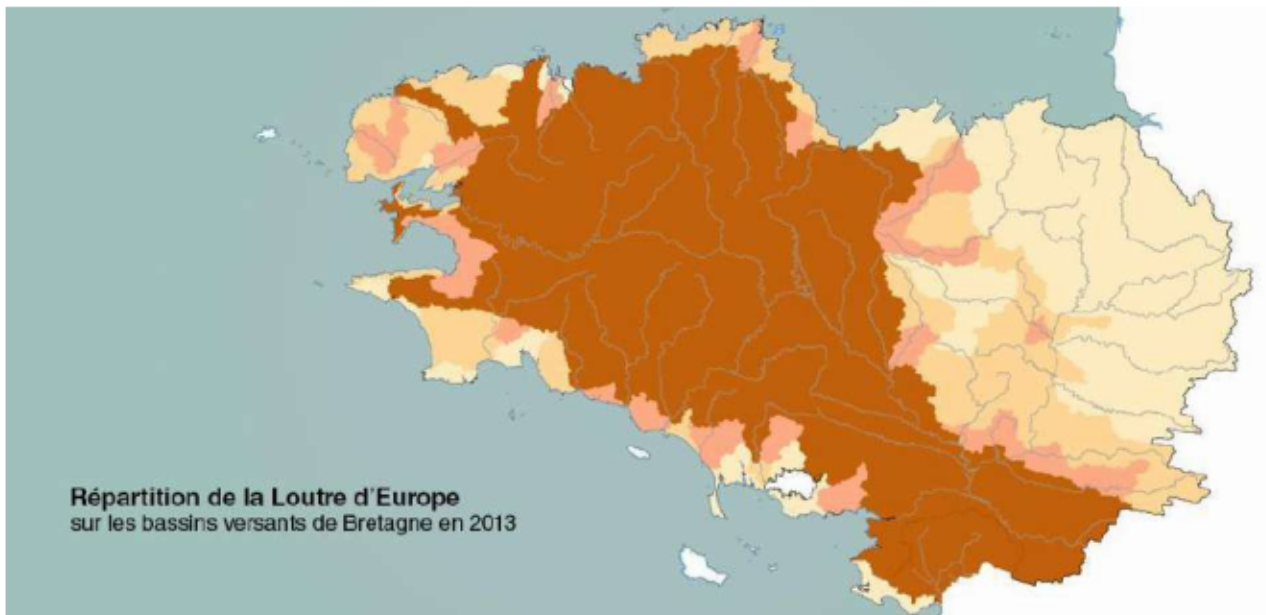 Répartition de la Loutre d'Europe
sur les bassins versants de Bretagne en 2013